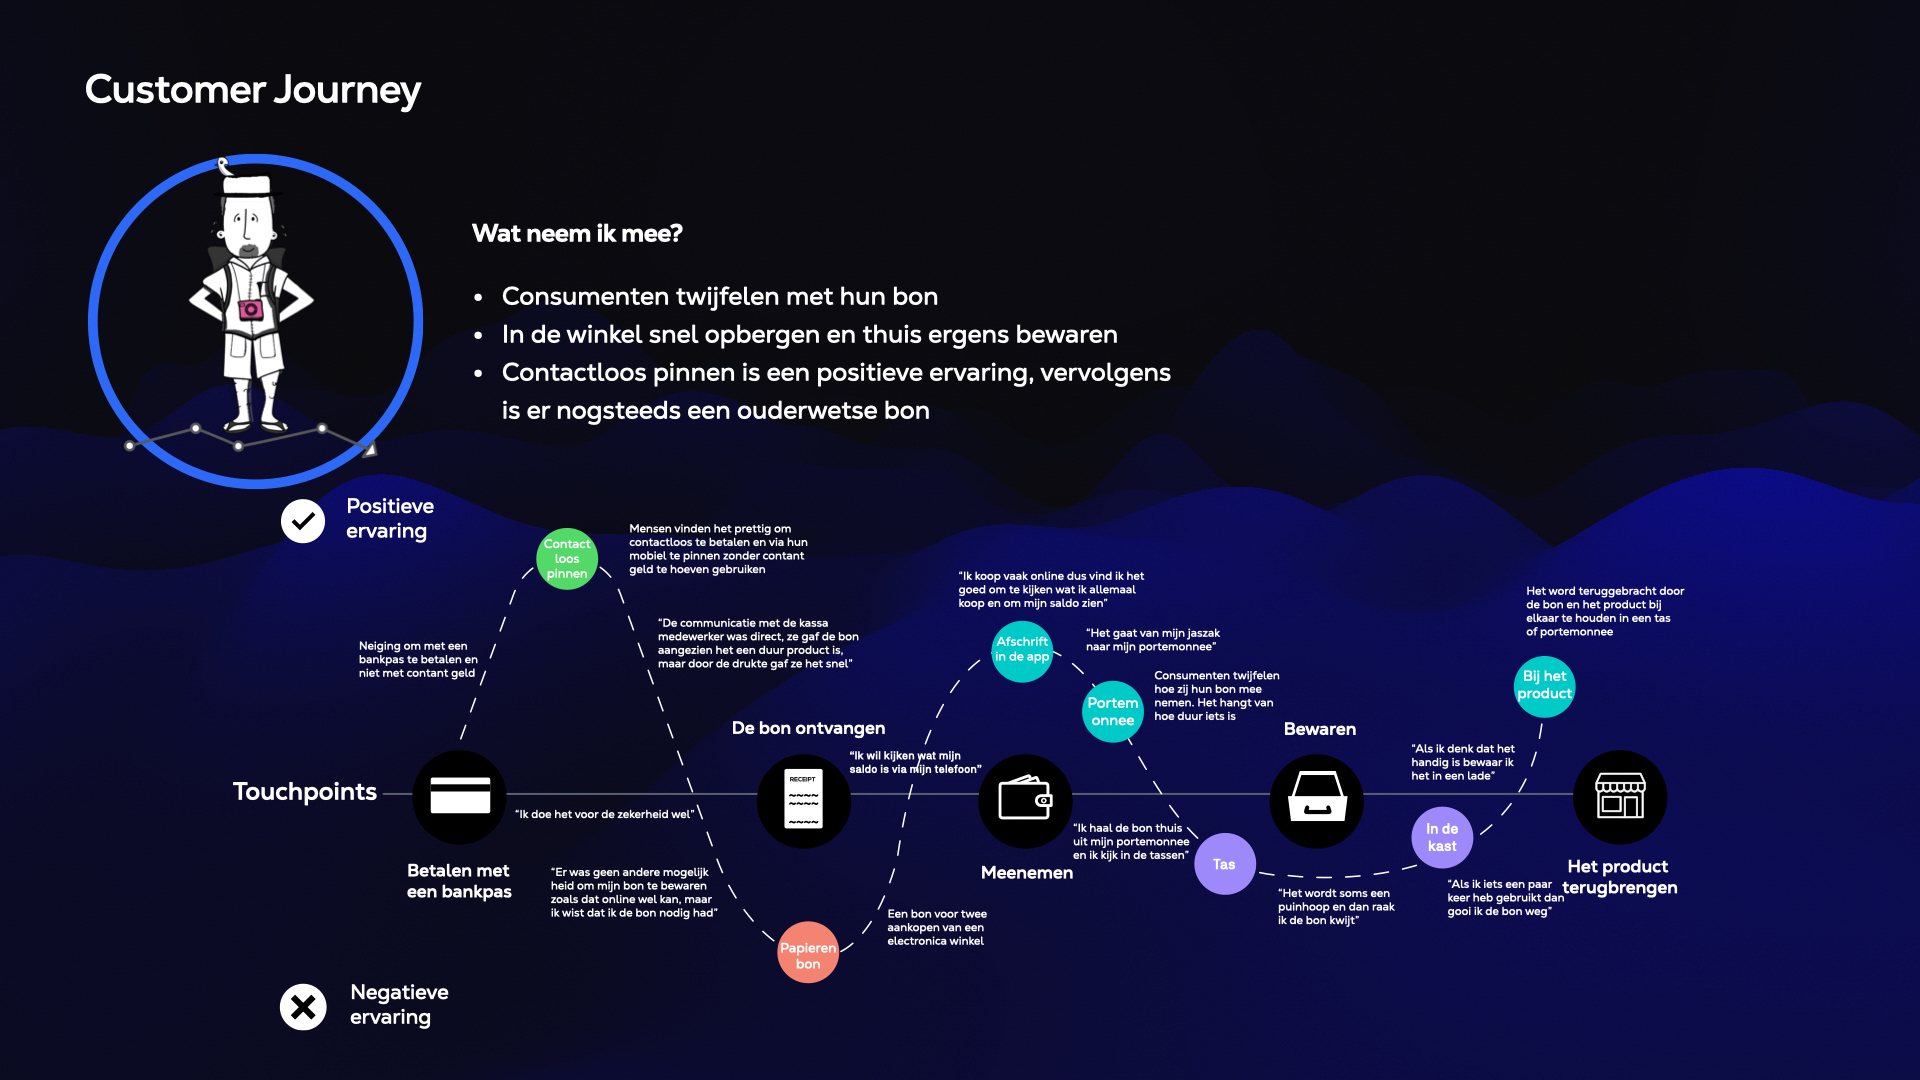 Customer Journey
Wat neem ik mee?
• Consumenten twijfelen met hun bon
• In de winkel snel opbergen en thuis ergens bewaren
• Contactloos pinnen is een positieve ervaring, vervolgens
is er nogsteeds een ouderwetse bon
Positieve
ervaring
Contact
loos
pinnen
Mensen vinden het prettig om
contactloos te betalen en via hun
mobiel te pinnen zonder contant
geld te hoeven gebruiken
Neiging om met een
bankpas te betalen en
niet met contant geld
“De communicatie met de kassa
medewerker was direct, ze gaf de bon
aangezien het een duur product is,
maar door de drukte gaf ze het snel”
“Ik koop vaak online dus vind ik het
goed om te kijken wat ik allemaal
koop en om mijn saldo zien”
Afschrift
in de app
“Het gaat van mijn jaszak
naar mijn portemonnee”
Portem
onnee
Consumenten twijfelen
hoe zij hun bon mee
nemen. Het hangt van
hoe duur iets is
Het word teruggebracht door
de bon en het product bij
elkaar te houden in een tas
of portemonnee
Bij het
product
Touchpoints
Betalen met
een bankpas
“Ik doe het voor de zekerheid wel”
De bon ontvangen
RECEIPT
“Ik wil kijken wat mijn
saldo is via mijn telefoon”
Meenemen
“Ik haal de bon thuis
uit mijn portemonnee
en ik kijk in de tassen”
Bewaren
“Als ik denk dat het
handig is bewaar ik
het in een lade”
Het product
terugbrengen
“Er was geen andere mogelijk
heid om mijn bon te bewaren
zoals dat online wel kan, maar
ik wist dat ik de bon nodig had”
Papieren
bon
Een bon voor twee
aankopen van een
electronica winkel
Tas
“Het wordt soms een
puinhoop en dan raak
ik de bon kwijt”
In de
kast
“Als ik iets een paar
keer heb gebruikt dan
gooi ik de bon weg”
Negatieve
ervaring